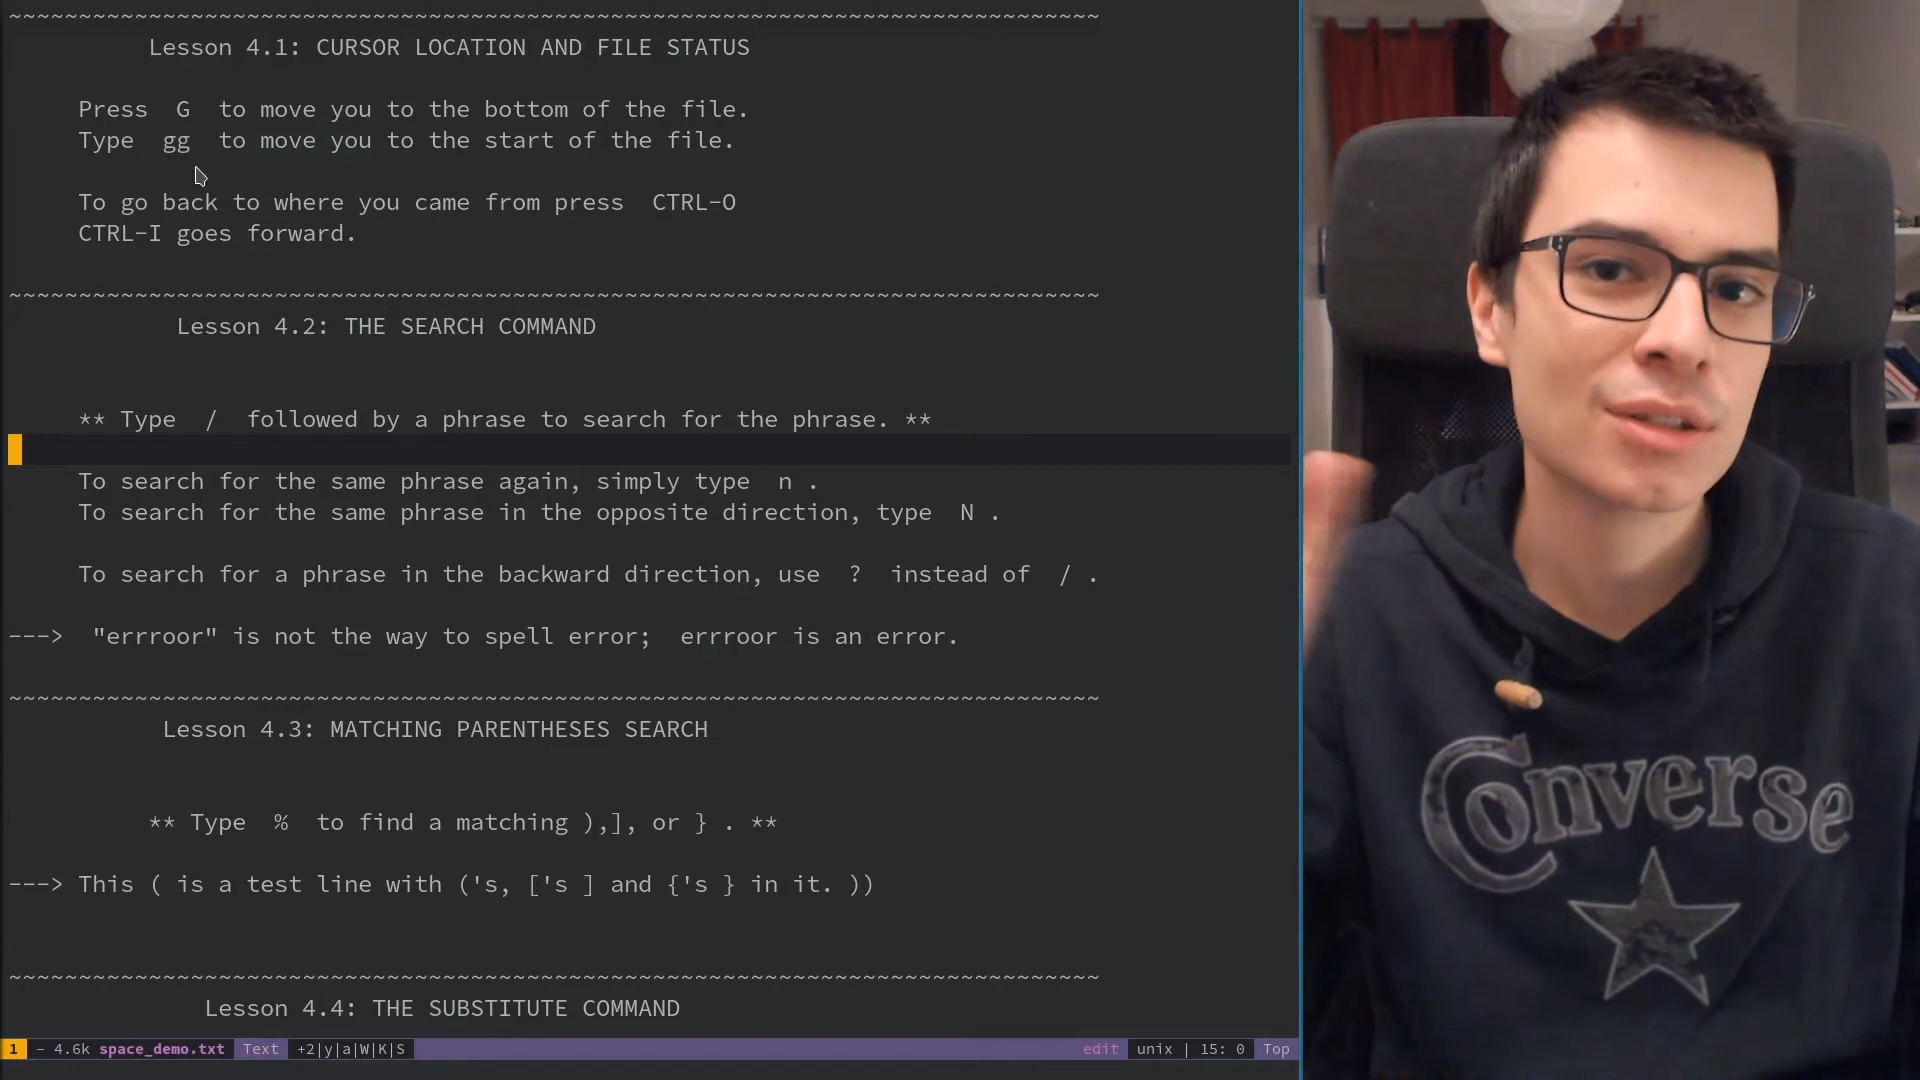 ~~~~~~~~~~~~~~~~~~~~~~~~~~~~~~~~~~~~~~~~~~~~~~~~~~~~~~~~~~~~~~~~~~~~~~~~~~~~~~
Lesson 4.1: CURSOR LOCATION AND FILE STATUS
Press  G  to move you to the bottom of the file.
Type  gg  to move you to the start of the file.
To go back to where you came from press  CTRL-O
CTRL-I goes forward.
~~~~~~~~~~~~~~~~~~~~~~~~~~~~~~~~~~~~~~~~~~~~~~~~~~~~~~~~~~~~~~~~~~~~~~~~~~~~~~
Lesson 4.2: THE SEARCH COMMAND
** Type  /  followed by a phrase to search for the phrase. **
To search for the same phrase again, simply type  n .
To search for the same phrase in the opposite direction, type  N .
To search for a phrase in the backward direction, use  ?  instead of  / .
--->  "errroor" is not the way to spell error;  errroor is an error.
~~~~~~~~~~~~~~~~~~~~~~~~~~~~~~~~~~~~~~~~~~~~~~~~~~~~~~~~~~~~~~~~~~~~~~~~~~~~~~
Lesson 4.3: MATCHING PARENTHESES SEARCH
** Type  %  to find a matching ),], or } . **
---> This ( is a test line with ('s, ['s ] and {'s } in it. ))
~~~~~~~~~~~~~~~~~~~~~~~~~~~~~~~~~~~~~~~~~~~~~~~~~~~~~~~~~~~~~~~~~~~~~~~~~~~~~~
Lesson 4.4: THE SUBSTITUTE COMMAND
1 - 4.6k space_demo.txt Text +2|y|a|W|K|S edit unix | 15: 0 Top
Converse